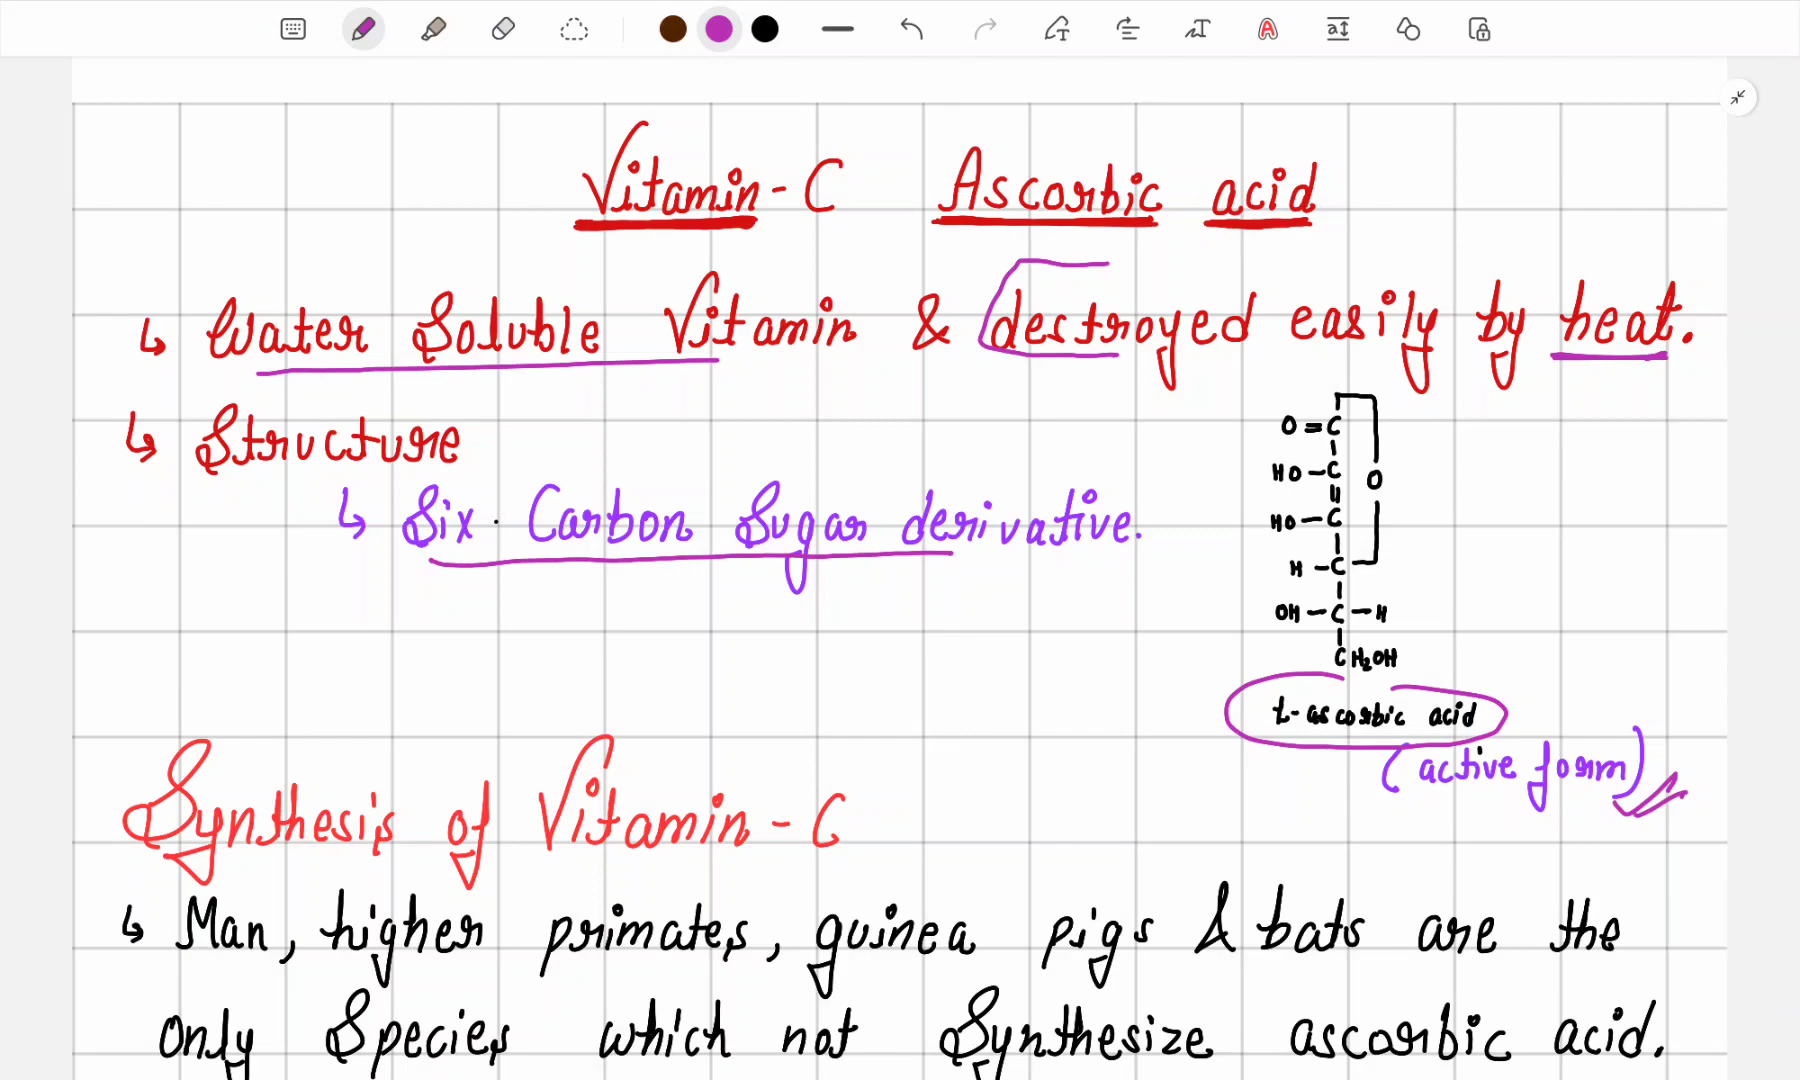 Vitamin-C Ascorbic acid
↳ Water Soluble Vitamin & destroyed easily by heat.
↳ Structure
↳ Six Carbon Sugar derivative.
O=C
HO-C
O
HO-C
H-C
OH-C-H
CH₂OH
L-ascorbic acid
(active form)
Synthesis of Vitamin-C
↳ Man, higher primates, guinea pigs & bats are the
only Species which not Synthesize ascorbic acid.